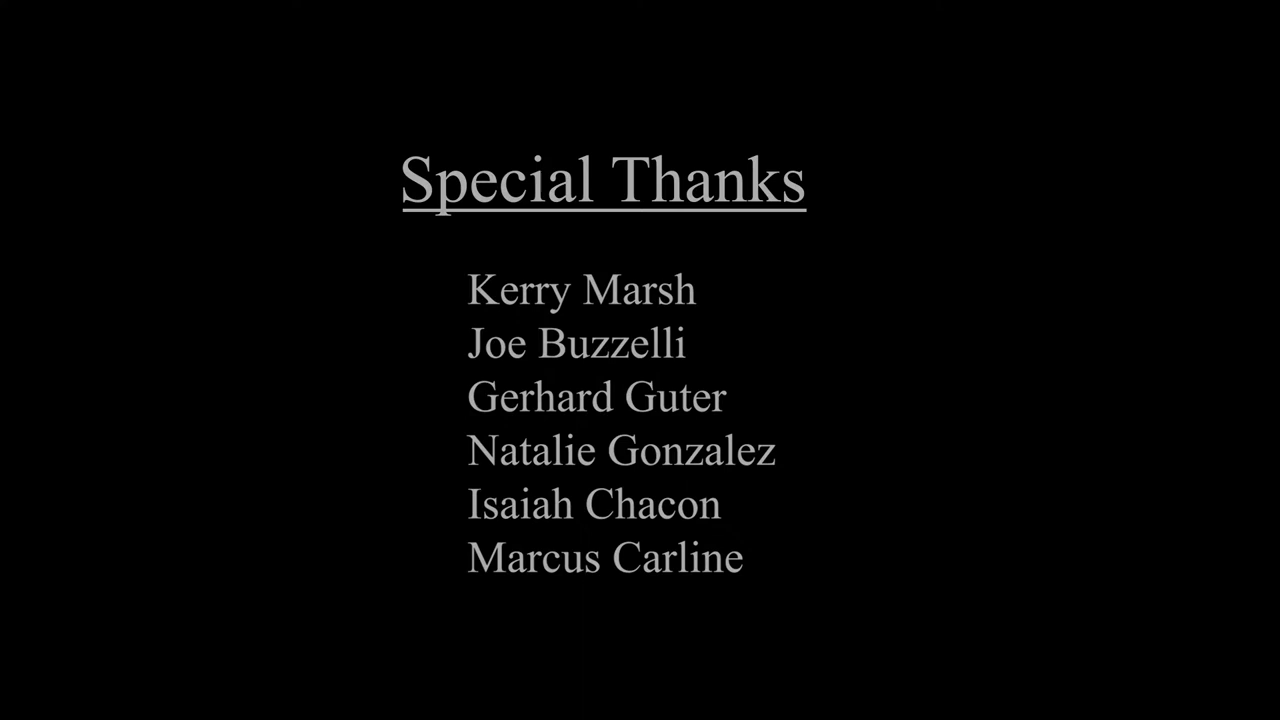 Special Thanks
Kerry Marsh
Joe Buzzelli
Gerhard Guter
Natalie Gonzalez
Isaiah Chacon
Marcus Carline